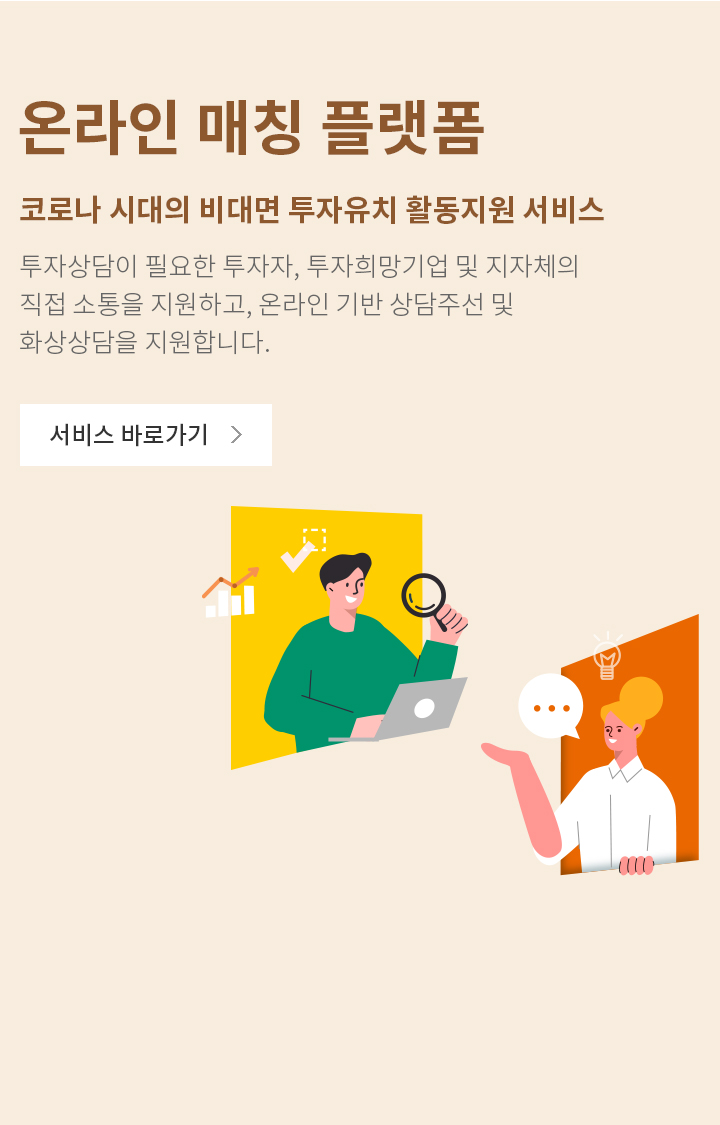 온라인 매칭 플랫폼
코로나 시대의 비대면 투자유치 활동지원 서비스
투자상담이 필요한 투자자, 투자희망기업 및 지자체의
직접 소통을 지원하고, 온라인 기반 상담주선 및
화상상담을 지원합니다.
서비스 바로가기